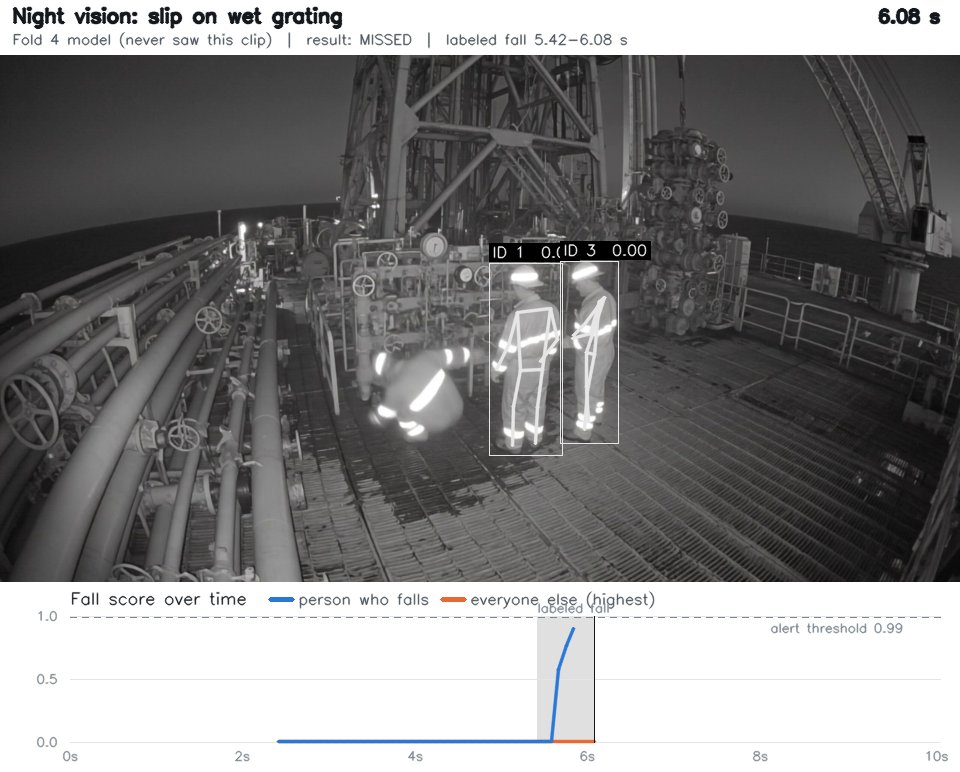 Night vision: slip on wet grating
6.08 s
Fold 4 model (never saw this clip) | result: MISSED | labeled fall 5.42–6.08 s
ID 1 0.0
ID 3 0.00
Fall score over time
person who falls
everyone else (highest)
labeled fall
1.0
alert threshold 0.99
0.5
0.0
0s 2s 4s 6s 8s 10s